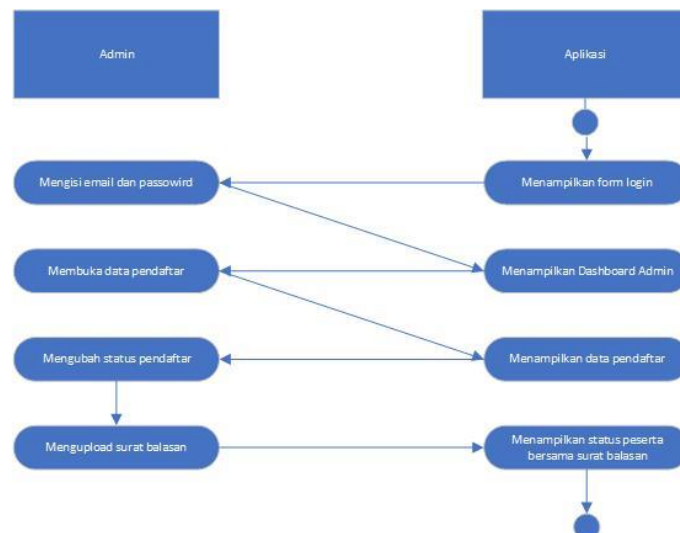 Admin
Aplikasi
Mengisi email dan passowird
Menampilkan form login
Membuka data pendaftar
Menampilkan Dashboard Admin
Mengubah status pendaftar
Menampilkan data pendaftar
Mengupload surat balasan
Menampilkan status peserta
bersama surat balasan